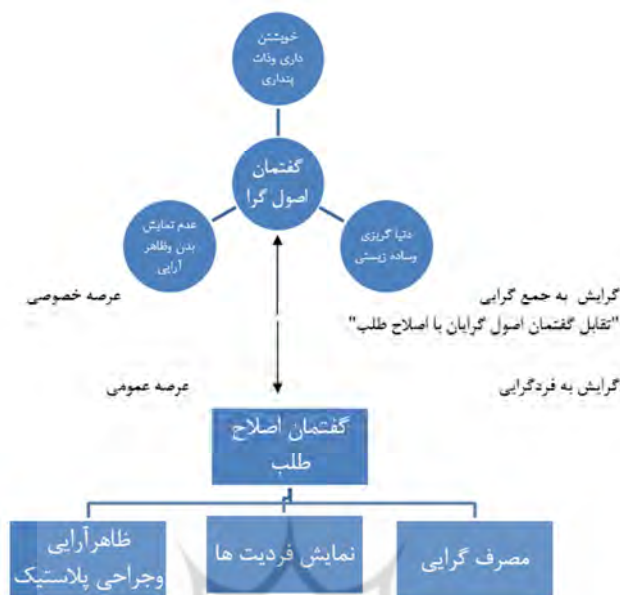 خویشتن
داری وذات
پنداری
گفتمان
اصول گرا
عدم نمایش
بدن وظاهر
آرایی
دنیا گریزی
وساده زیستی
گرایش به جمع گرایی
عرصه خصوصی
"تقابل گفتمان اصول گرایان با اصلاح طلب"
گرایش به فردگرایی
عرصه عمومی
گفتمان اصلاح
طلب
مصرف گرایی
نمایش فردیت ها
ظاهرآرایی
وجراحی پلاستیک